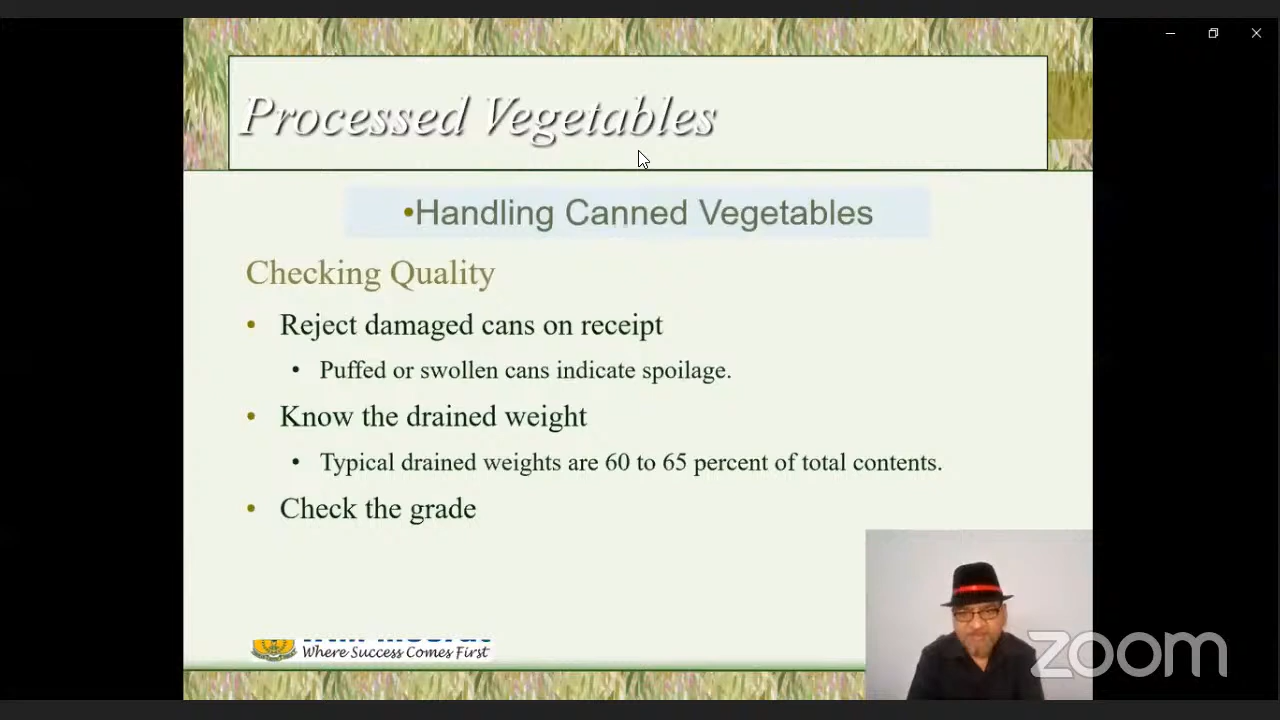 Processed Vegetables
•Handling Canned Vegetables
Checking Quality
• Reject damaged cans on receipt
• Puffed or swollen cans indicate spoilage.
• Know the drained weight
• Typical drained weights are 60 to 65 percent of total contents.
• Check the grade
Where Success Comes First
zoom